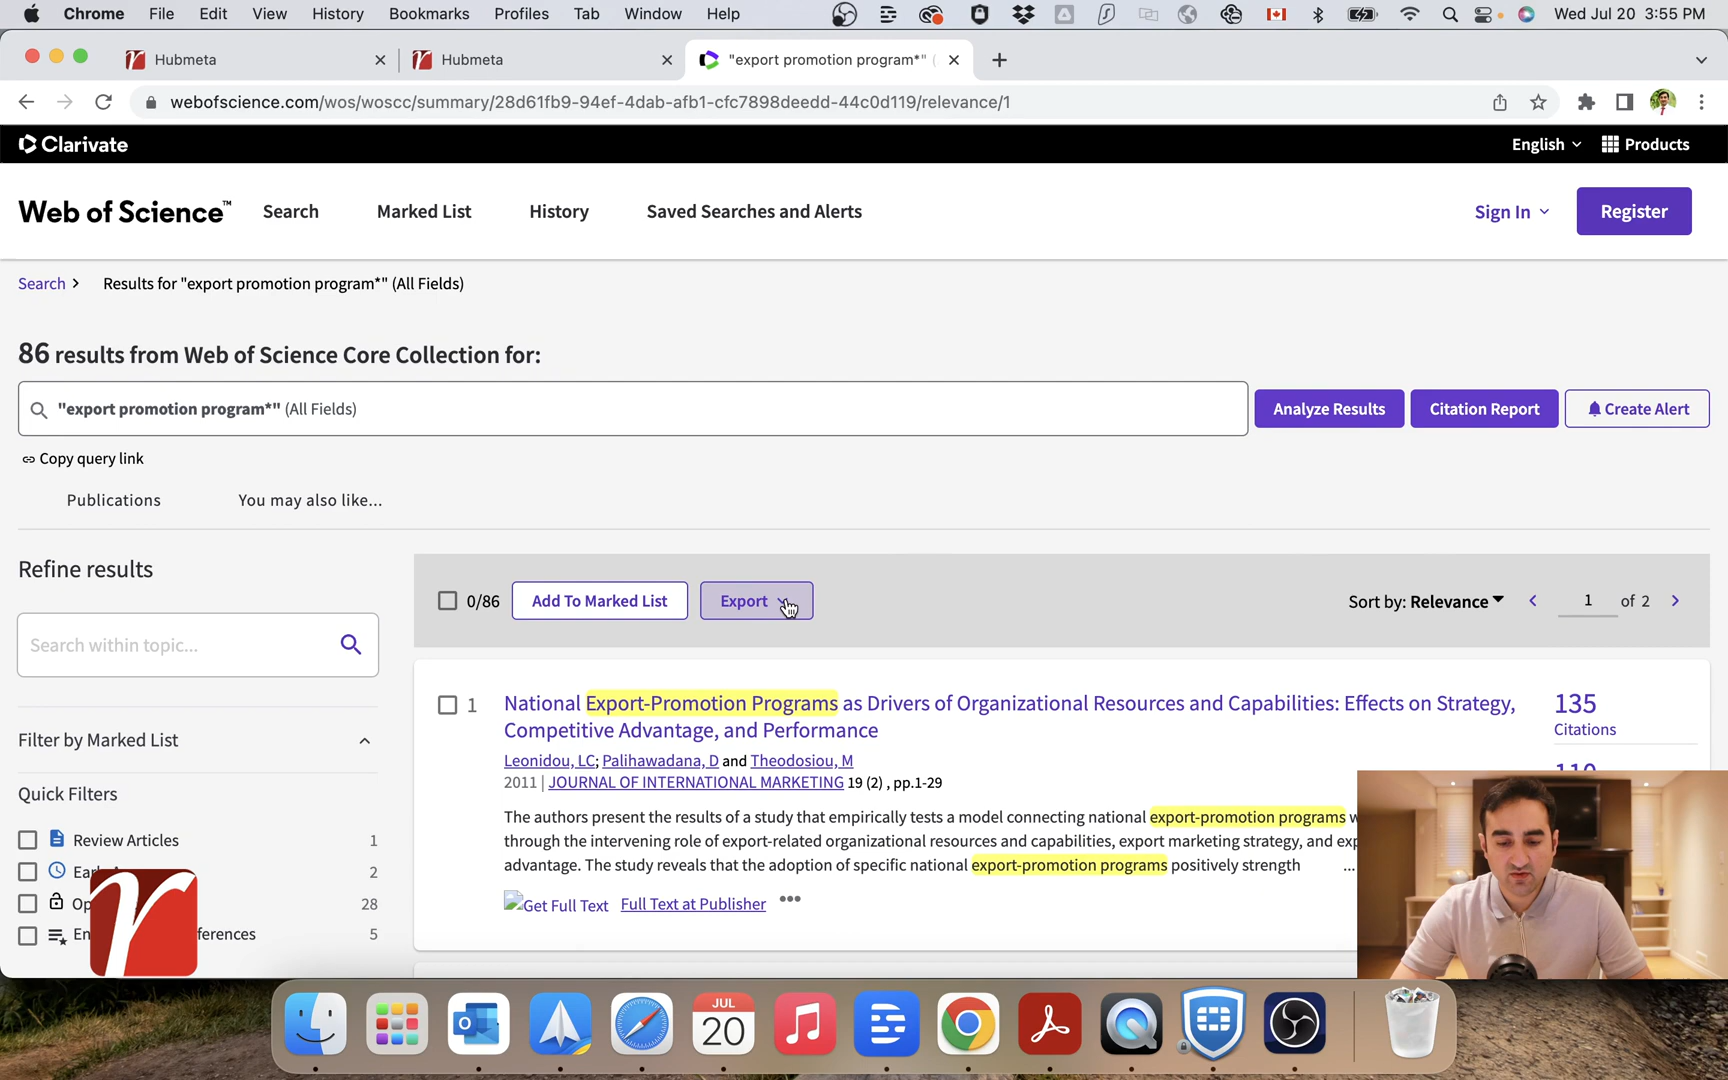 Chrome File Edit View History Bookmarks Profiles Tab Window Help Wed Jul 20 3:55 PM
Hubmeta Hubmeta "export promotion program*" (
webofscience.com/wos/woscc/summary/28d61fb9-94ef-4dab-afb1-cfc7898deedd-44c0d119/relevance/1
Clarivate English Products
Web of Science™ Search Marked List History Saved Searches and Alerts Sign In Register
Search > Results for "export promotion program*" (All Fields)
86 results from Web of Science Core Collection for:
"export promotion program*" (All Fields) Analyze Results Citation Report Create Alert
Copy query link
Publications You may also like...
Refine results
0/86 Add To Marked List Export Sort by: Relevance 1 of 2
Search within topic...
1 National Export-Promotion Programs as Drivers of Organizational Resources and Capabilities: Effects on Strategy,
Competitive Advantage, and Performance
135
Citations
Filter by Marked List
Leonidou, LC; Palihawadana, D and Theodosiou, M
2011 | JOURNAL OF INTERNATIONAL MARKETING 19 (2) , pp.1-29
Quick Filters
The authors present the results of a study that empirically tests a model connecting national export-promotion programs
through the intervening role of export-related organizational resources and capabilities, export marketing strategy, and
advantage. The study reveals that the adoption of specific national export-promotion programs positively strength ...
Review Articles 1
2
28
ferences 5
Get Full Text Full Text at Publisher •••
r
JUL
20